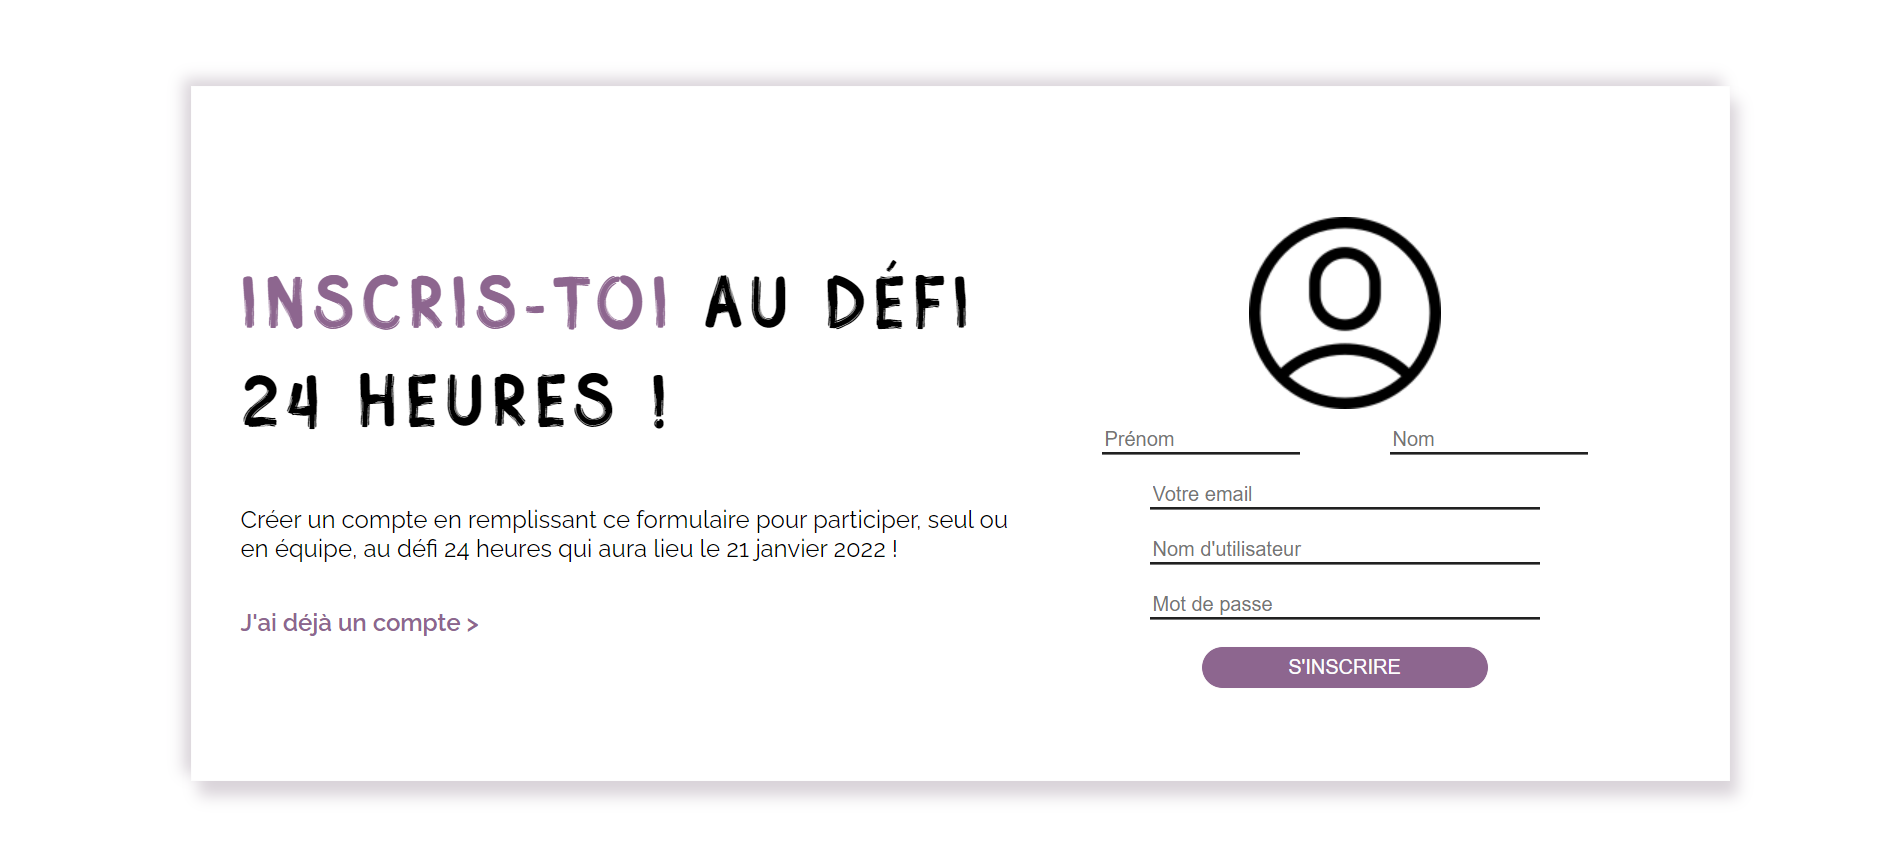 INSCRIS-TOI AU DÉFI
24 HEURES !
Créer un compte en remplissant ce formulaire pour participer, seul ou
en équipe, au défi 24 heures qui aura lieu le 21 janvier 2022 !
J'ai déjà un compte >
Prénom
Nom
Votre email
Nom d'utilisateur
Mot de passe
S'INSCRIRE